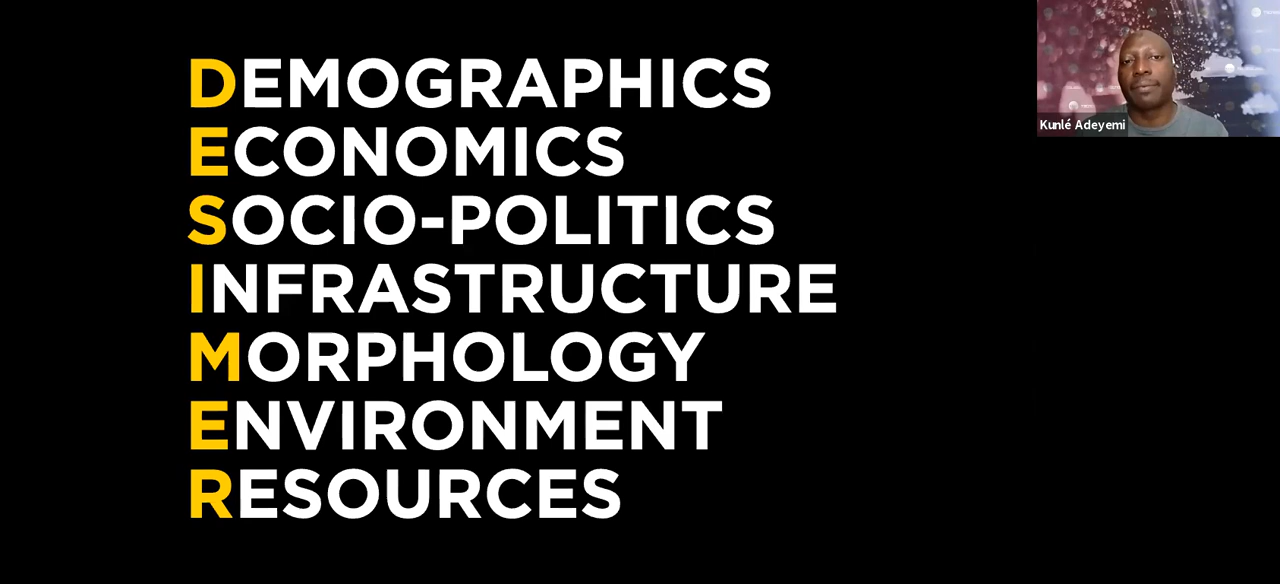 DEMOGRAPHICS
ECONOMICS
SOCIO-POLITICS
INFRASTRUCTURE
MORPHOLOGY
ENVIRONMENT
RESOURCES
Kunlé Adeyemi